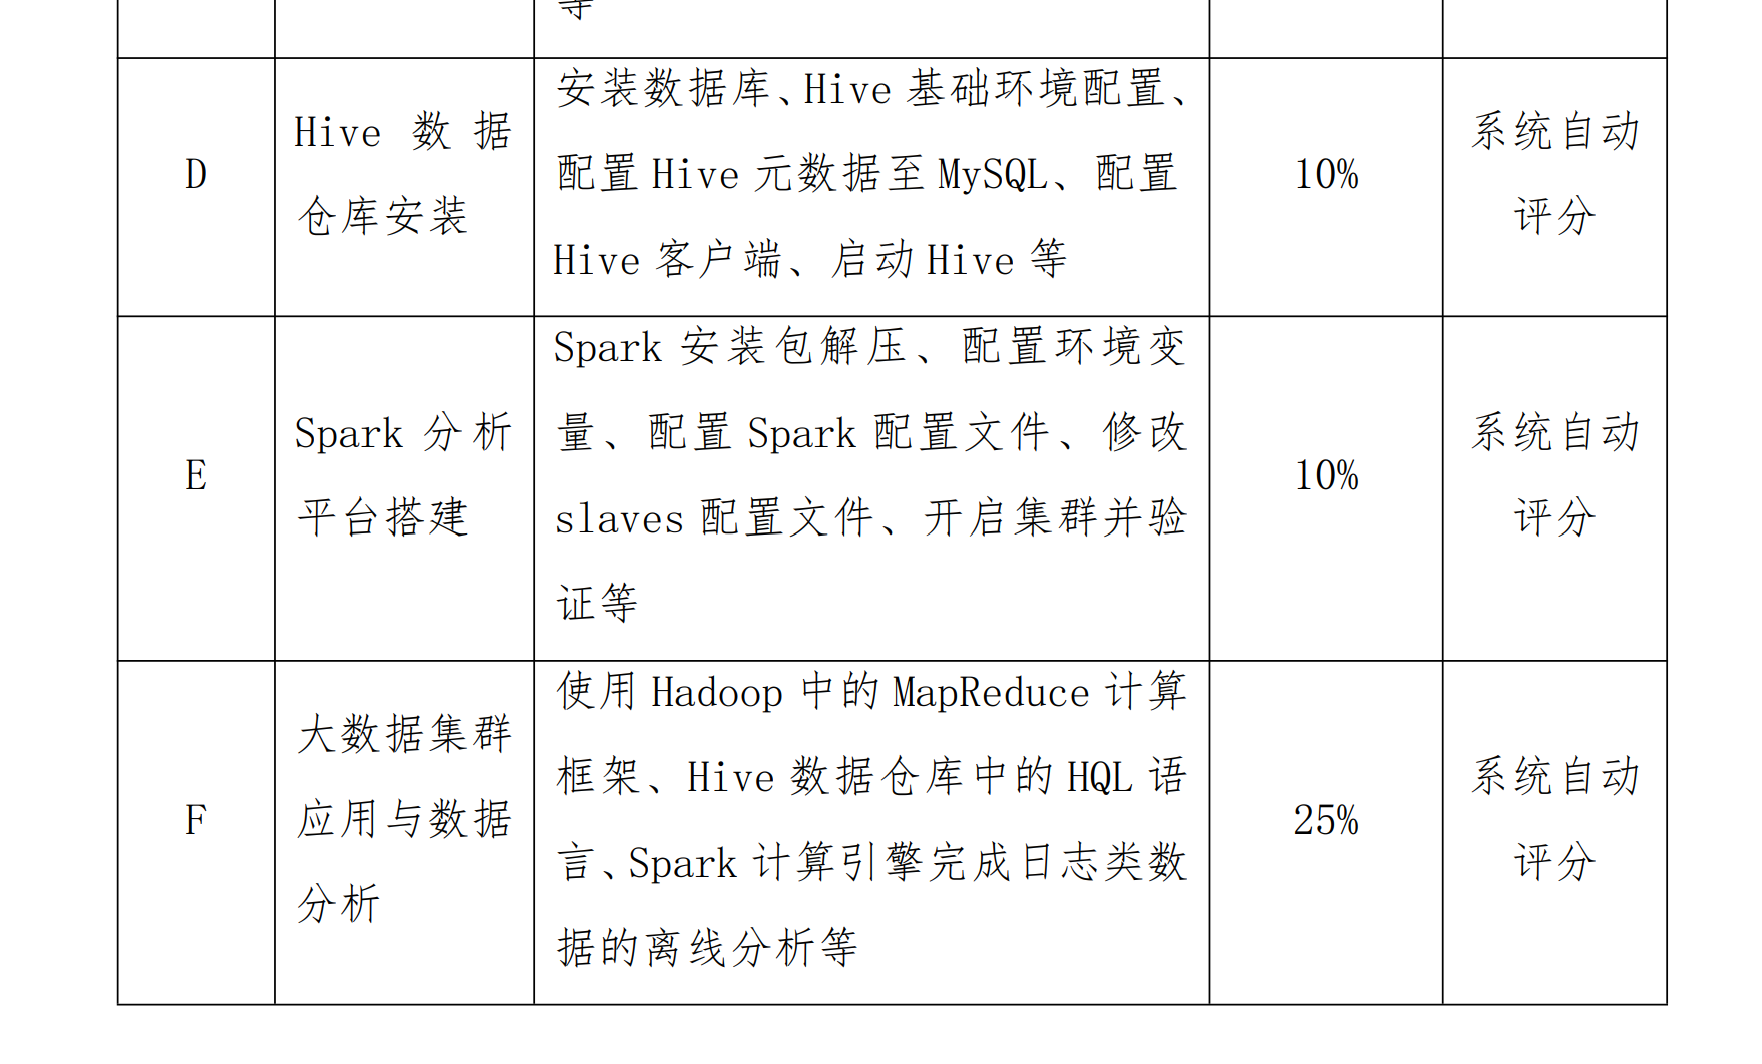 等
D
Hive 数据
仓库安装
安装数据库、Hive 基础环境配置、
配置 Hive 元数据至 MySQL、配置
Hive 客户端、启动 Hive 等
10%
系统自动
评分
E
Spark 分析
平台搭建
Spark 安装包解压、配置环境变
量、配置 Spark 配置文件、修改
slaves 配置文件、开启集群并验
证等
10%
系统自动
评分
F
大数据集群
应用与数据
分析
使用 Hadoop 中的 MapReduce 计算
框架、Hive 数据仓库中的 HQL 语
言、Spark 计算引擎完成日志类数
据的离线分析等
25%
系统自动
评分